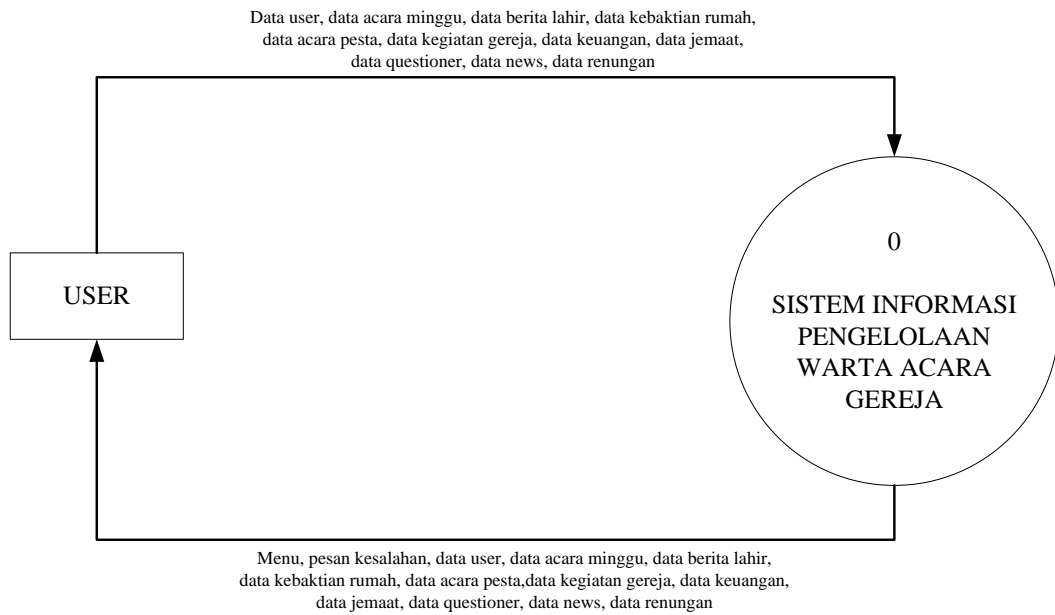 Data user, data acara minggu, data berita lahir, data kebaktian rumah,
data acara pesta, data kegiatan gereja, data keuangan, data jemaat,
data questioner, data news, data renungan
0
USER
SISTEM INFORMASI
PENGELOLAAN
WARTA ACARA
GEREJA
Menu, pesan kesalahan, data user, data acara minggu, data berita lahir,
data kebaktian rumah, data acara pesta,data kegiatan gereja, data keuangan,
data jemaat, data questioner, data news, data renungan